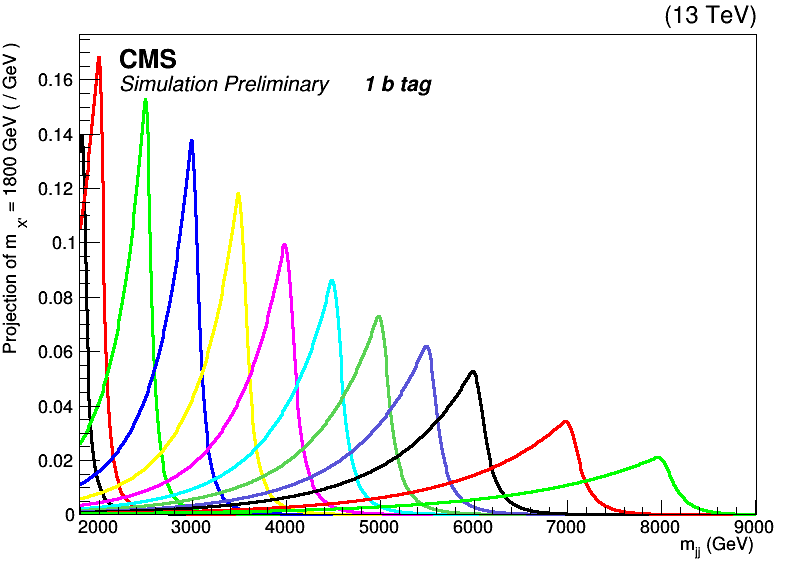 (13 TeV)
CMS
Simulation Preliminary 1 b tag
Projection of m X' = 1800 GeV ( / GeV )
0.16
0.14
0.12
0.1
0.08
0.06
0.04
0.02
0
2000 3000 4000 5000 6000 7000 8000 9000
mjj (GeV)